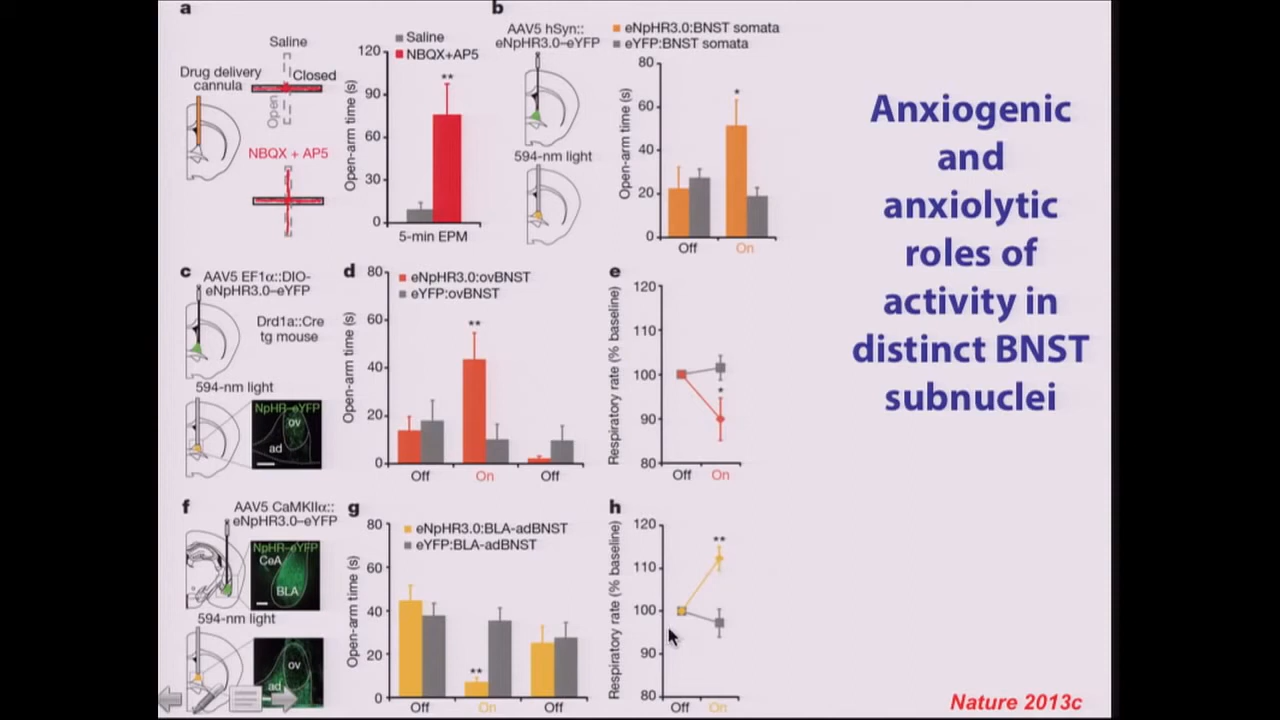 a
Saline
Drug delivery
cannula
Closed
Open
NBQX + AP5
Saline
NBQX+AP5
Open-arm time (s)
120
90
60
30
0
**
5-min EPM
b
AAV5 hSyn::
eNpHR3.0–eYFP
594-nm light
eNpHR3.0:BNST somata
eYFP:BNST somata
Open-arm time (s)
80
60
40
20
0
*
Off
On
Anxiogenic
and
anxiolytic
roles of
activity in
distinct BNST
subnuclei
c
AAV5 EF1α::DIO-
eNpHR3.0–eYFP
Drd1a::Cre
tg mouse
594-nm light
NpHR–eYFP
ov
ad
d
eNpHR3.0:ovBNST
eYFP:ovBNST
Open-arm time (s)
80
60
40
20
0
**
Off
On
Off
e
Respiratory rate (% baseline)
120
110
100
90
80
*
Off
On
f
AAV5 CaMKIIα::
eNpHR3.0–eYFP
NpHR–eYFP
CeA
BLA
594-nm light
ov
ad
g
eNpHR3.0:BLA-adBNST
eYFP:BLA-adBNST
Open-arm time (s)
80
60
40
20
0
**
Off
On
Off
h
Respiratory rate (% baseline)
120
110
100
90
80
**
Off
On
Nature 2013c